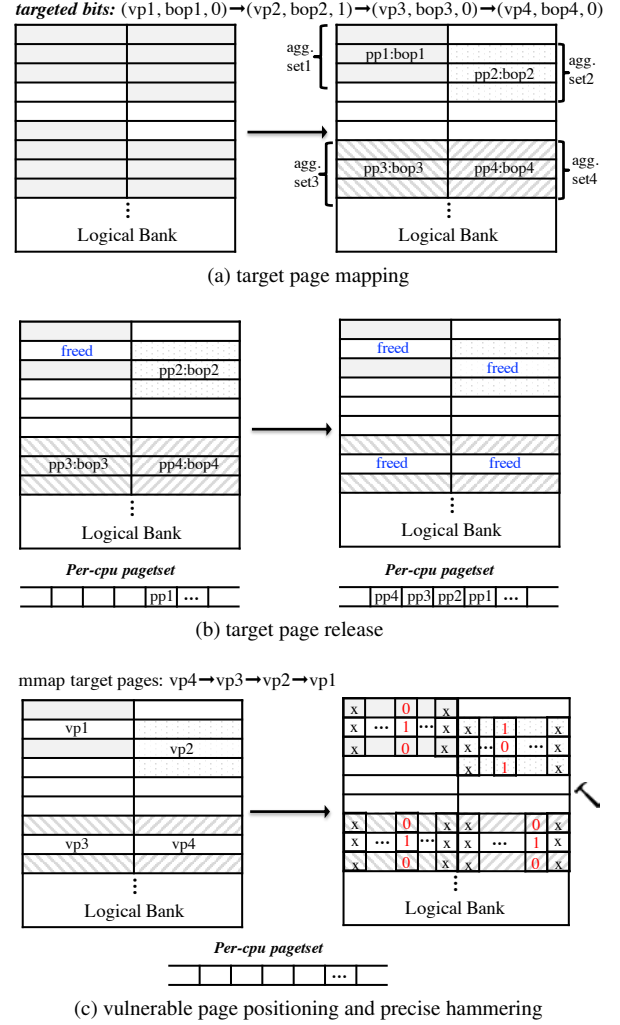 targeted bits: (vp1, bop1, 0)➞(vp2, bop2, 1)➞(vp3, bop3, 0)➞(vp4, bop4, 0)
agg.
set1
pp1:bop1
pp2:bop2
agg.
set2
agg.
set3
pp3:bop3
pp4:bop4
agg.
set4
⋮
Logical Bank
⋮
Logical Bank
(a) target page mapping
freed
pp2:bop2
pp3:bop3
pp4:bop4
⋮
Logical Bank
freed
freed
freed
freed
⋮
Logical Bank
Per-cpu pagetset
pp1 ...
Per-cpu pagetset
pp4 pp3 pp2 pp1 ...
(b) target page release
mmap target pages: vp4➞vp3➞vp2➞vp1
vp1
vp2
vp3
vp4
⋮
Logical Bank
x 0 x
x ... 1 ... x x 1 x
x 0 x x ... 0 ... x
x 1 x
x 0 x x 0 x
x ... 1 ... x x ... 1 x
x 0 x x 0 x
⋮
Logical Bank
Per-cpu pagetset
...
(c) vulnerable page positioning and precise hammering